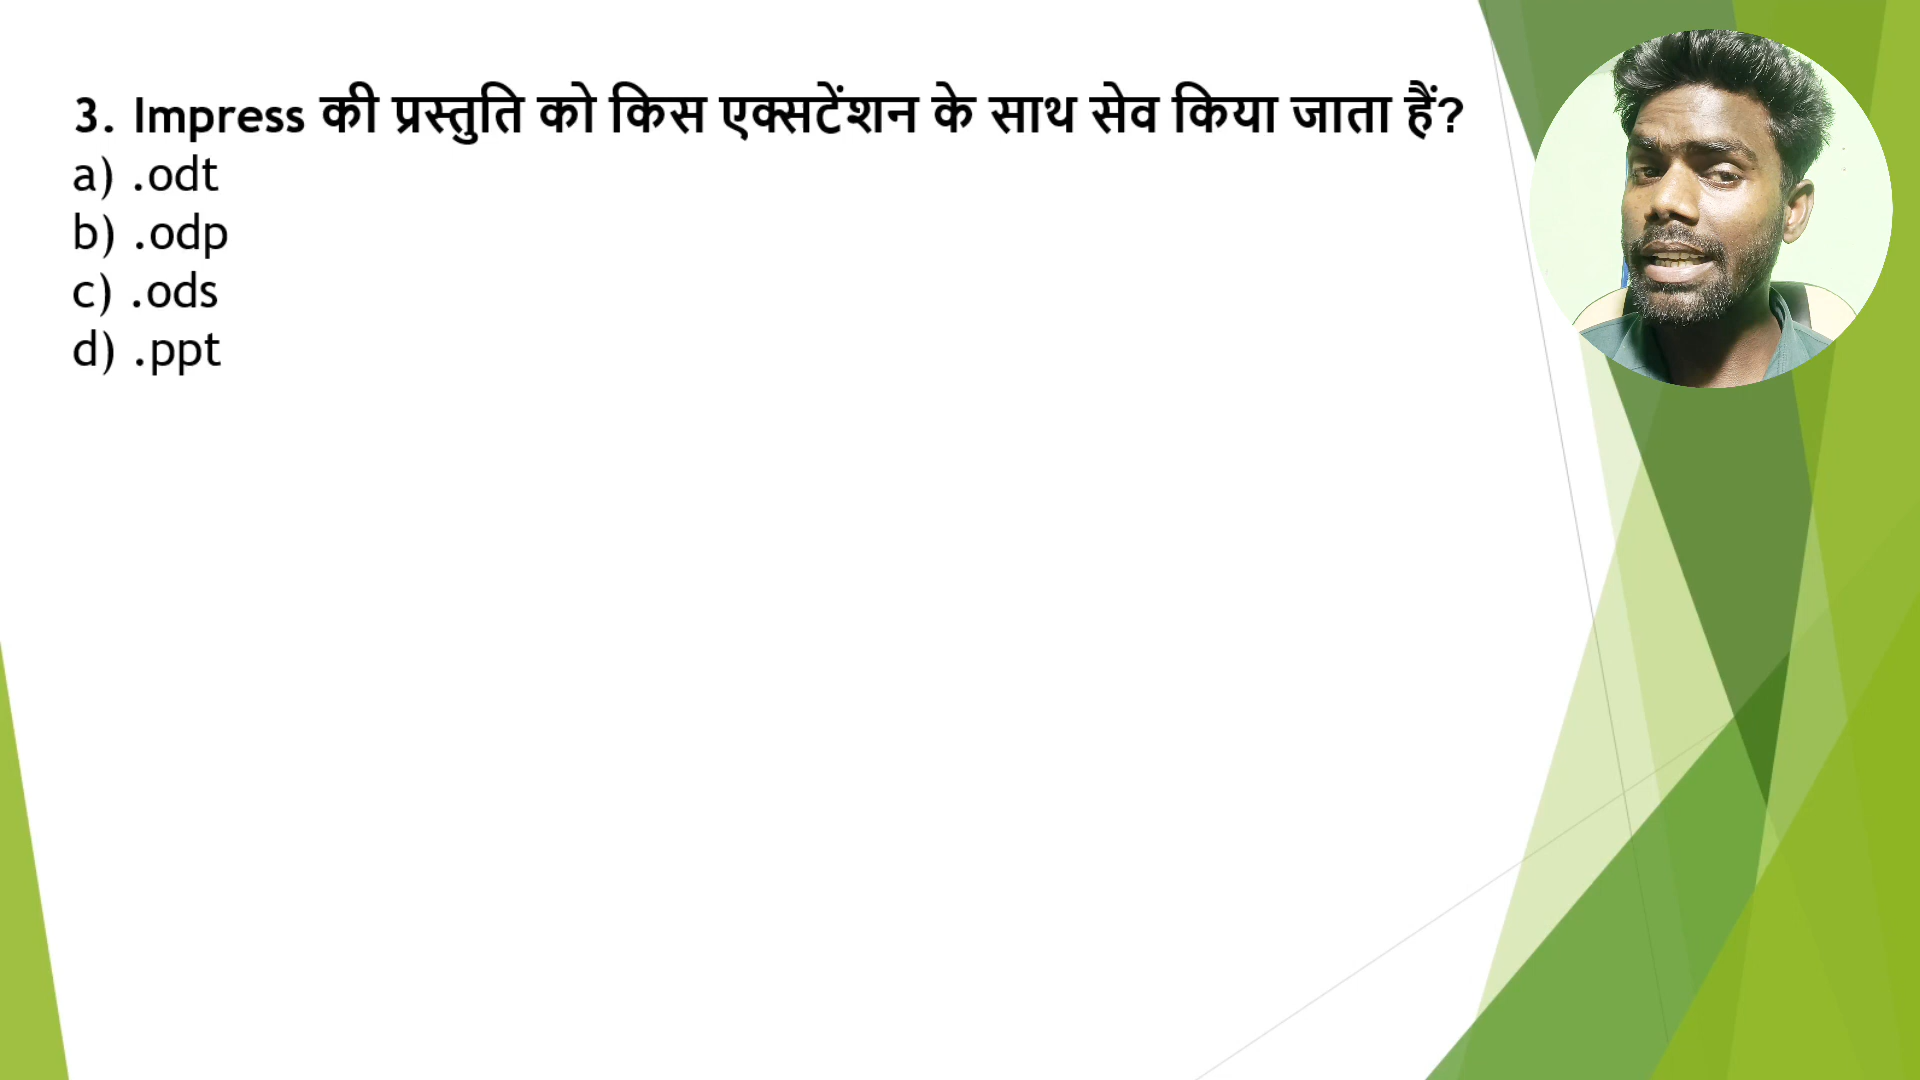 3. Impress की प्रस्तुति को किस एक्सटेंशन के साथ सेव किया जाता हैं?
a) .odt
b) .odp
c) .ods
d) .ppt